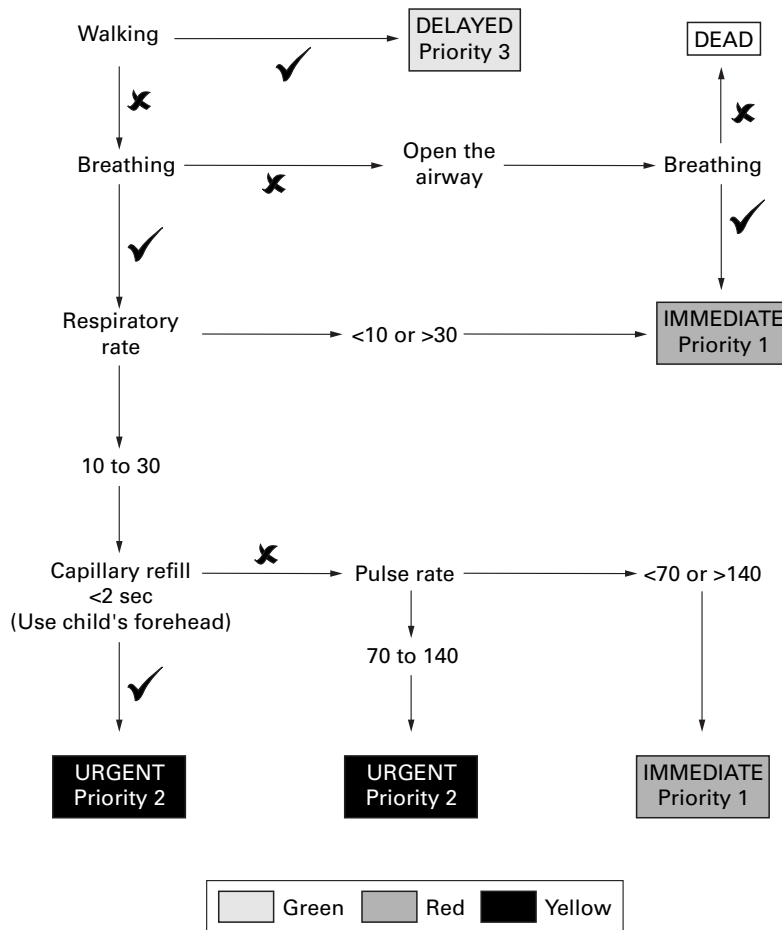 Walking
DELAYED
Priority 3
DEAD
Breathing
Open the
airway
Breathing
Respiratory
rate
<10 or >30
IMMEDIATE
Priority 1
10 to 30
Capillary refill
<2 sec
(Use child's forehead)
Pulse rate
<70 or >140
70 to 140
URGENT
Priority 2
URGENT
Priority 2
IMMEDIATE
Priority 1
Green
Red
Yellow